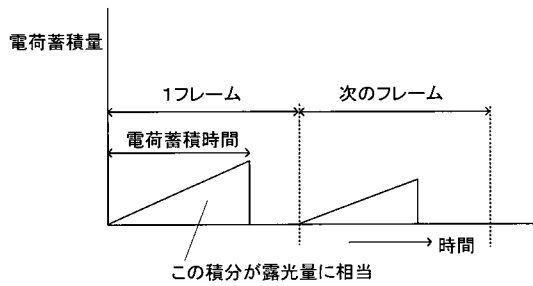 電荷蓄積量
1フレーム
次のフレーム
電荷蓄積時間
時間
この積分が露光量に相当